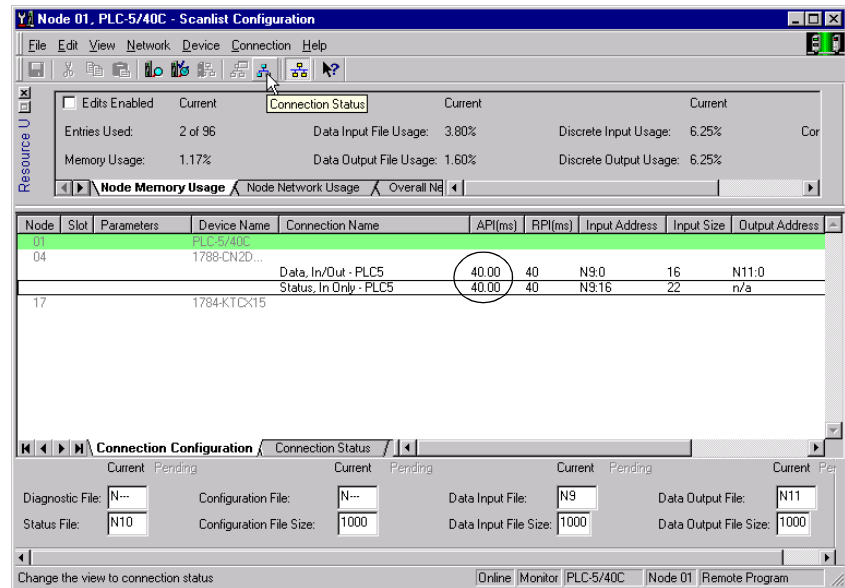 Node 01, PLC-5/40C - Scanlist Configuration
File Edit View Network Device Connection Help
Connection Status
Resource U
Edits Enabled Current Current Current
Entries Used: 2 of 96 Data Input File Usage: 3.80% Discrete Input Usage: 6.25% Cor
Memory Usage: 1.17% Data Output File Usage: 1.60% Discrete Output Usage: 6.25%
Node Memory Usage Node Network Usage Overall Ne
Node Slot Parameters Device Name Connection Name API(ms) RPI(ms) Input Address Input Size Output Address
01 PLC-5/40C
04 1788-CN2D...
Data, In/Out - PLC5 40.00 40 N9:0 16 N11:0
Status, In Only - PLC5 40.00 40 N9:16 22 n/a
17 1784-KTCX15
Connection Configuration Connection Status
Current Pending Current Pending Current Pending Current Per
Diagnostic File: N--- Configuration File: N--- Data Input File: N9 Data Output File: N11
Status File: N10 Configuration File Size: 1000 Data Input File Size: 1000 Data Output File Size: 1000
Change the view to connection status Online Monitor PLC-5/40C Node 01 Remote Program